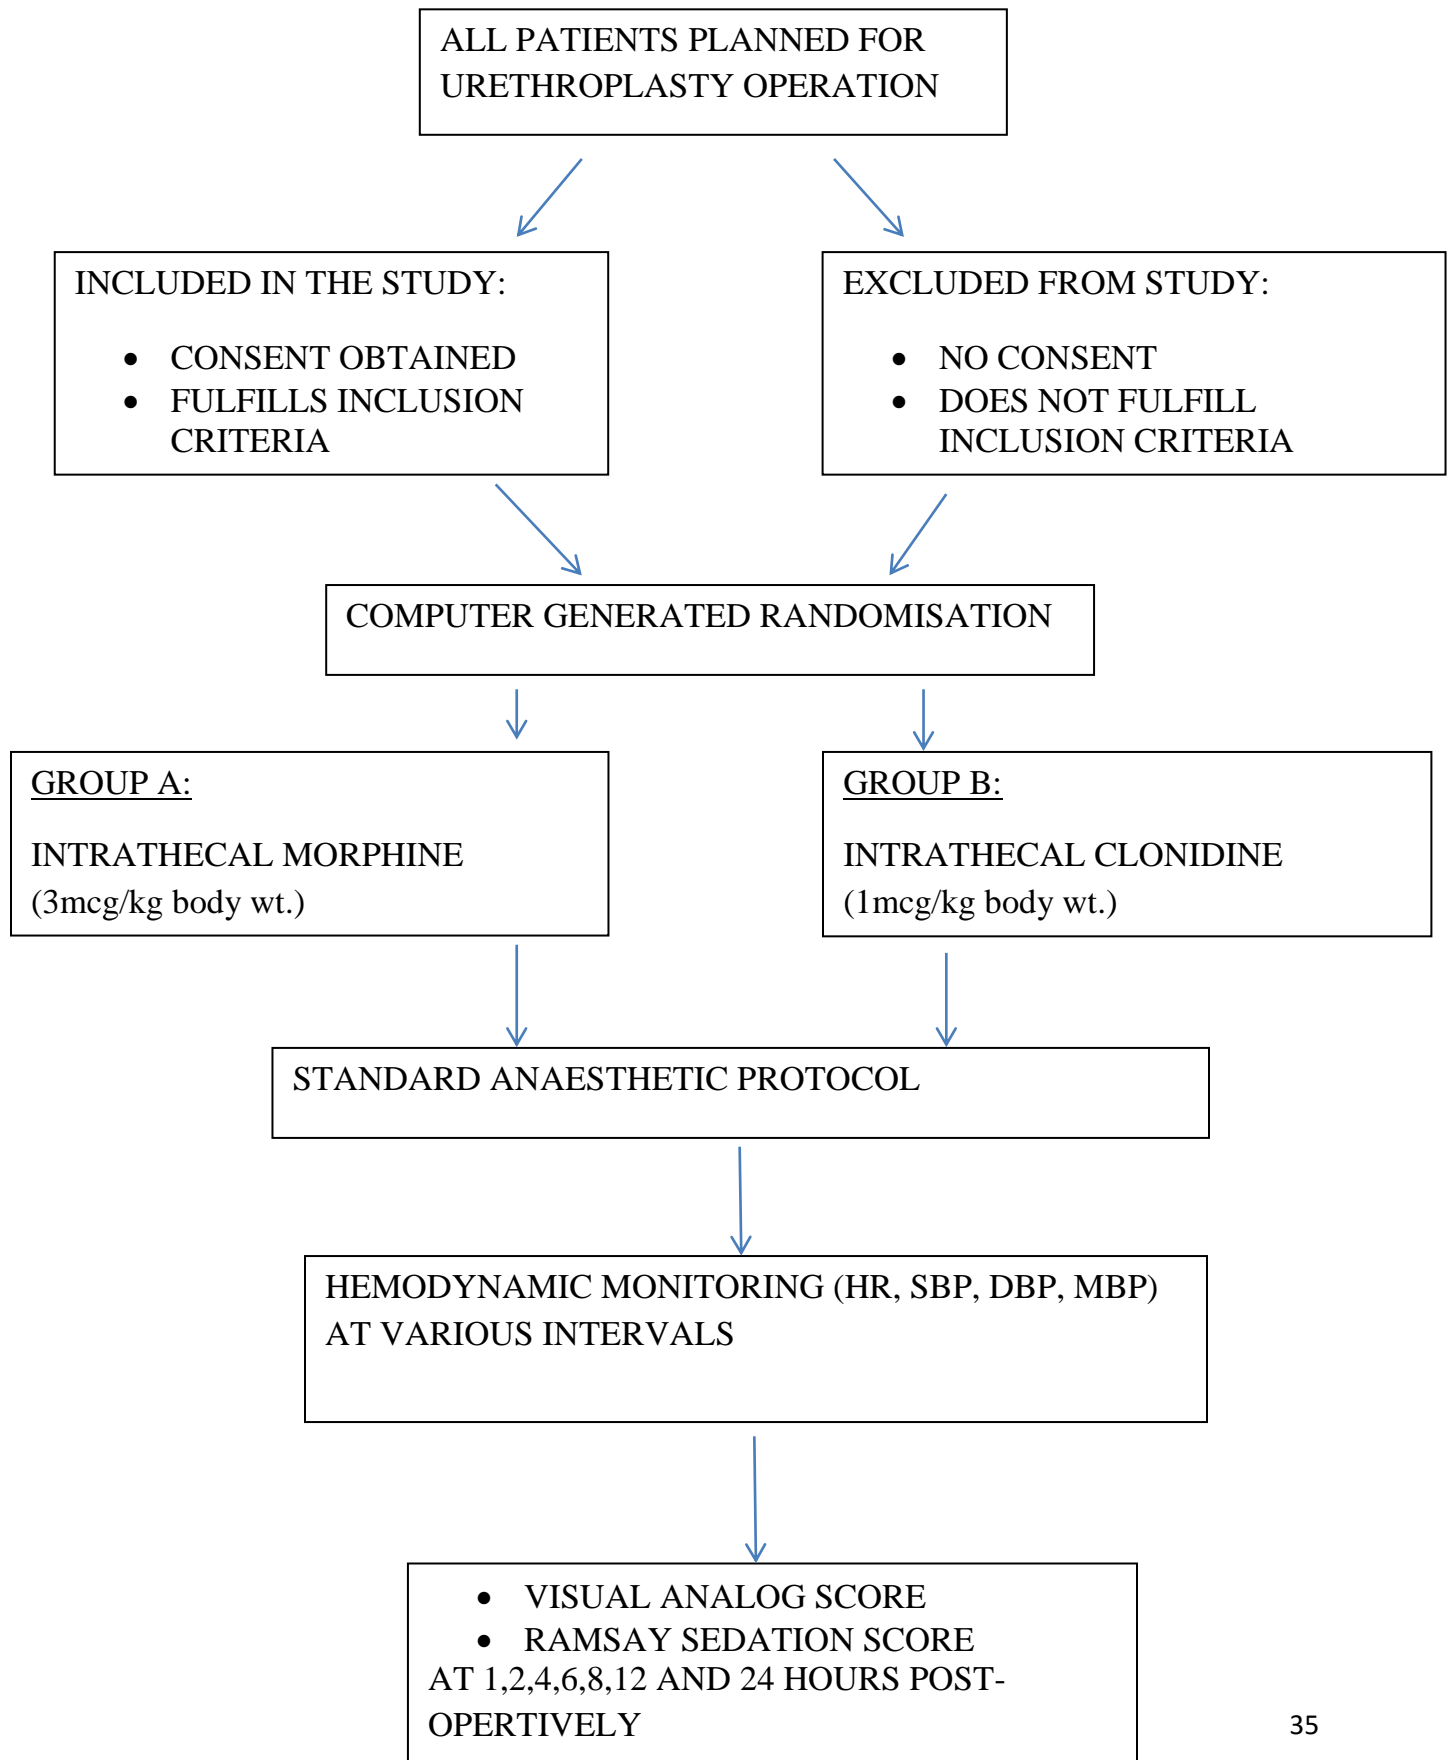 ALL PATIENTS PLANNED FOR
URETHROPLASTY OPERATION
INCLUDED IN THE STUDY:
• CONSENT OBTAINED
• FULFILLS INCLUSION
CRITERIA
EXCLUDED FROM STUDY:
• NO CONSENT
• DOES NOT FULFILL
INCLUSION CRITERIA
COMPUTER GENERATED RANDOMISATION
GROUP A:
INTRATHECAL MORPHINE
(3mcg/kg body wt.)
GROUP B:
INTRATHECAL CLONIDINE
(1mcg/kg body wt.)
STANDARD ANAESTHETIC PROTOCOL
HEMODYNAMIC MONITORING (HR, SBP, DBP, MBP)
AT VARIOUS INTERVALS
• VISUAL ANALOG SCORE
• RAMSAY SEDATION SCORE
AT 1,2,4,6,8,12 AND 24 HOURS POST-
OPERTIVELY
35